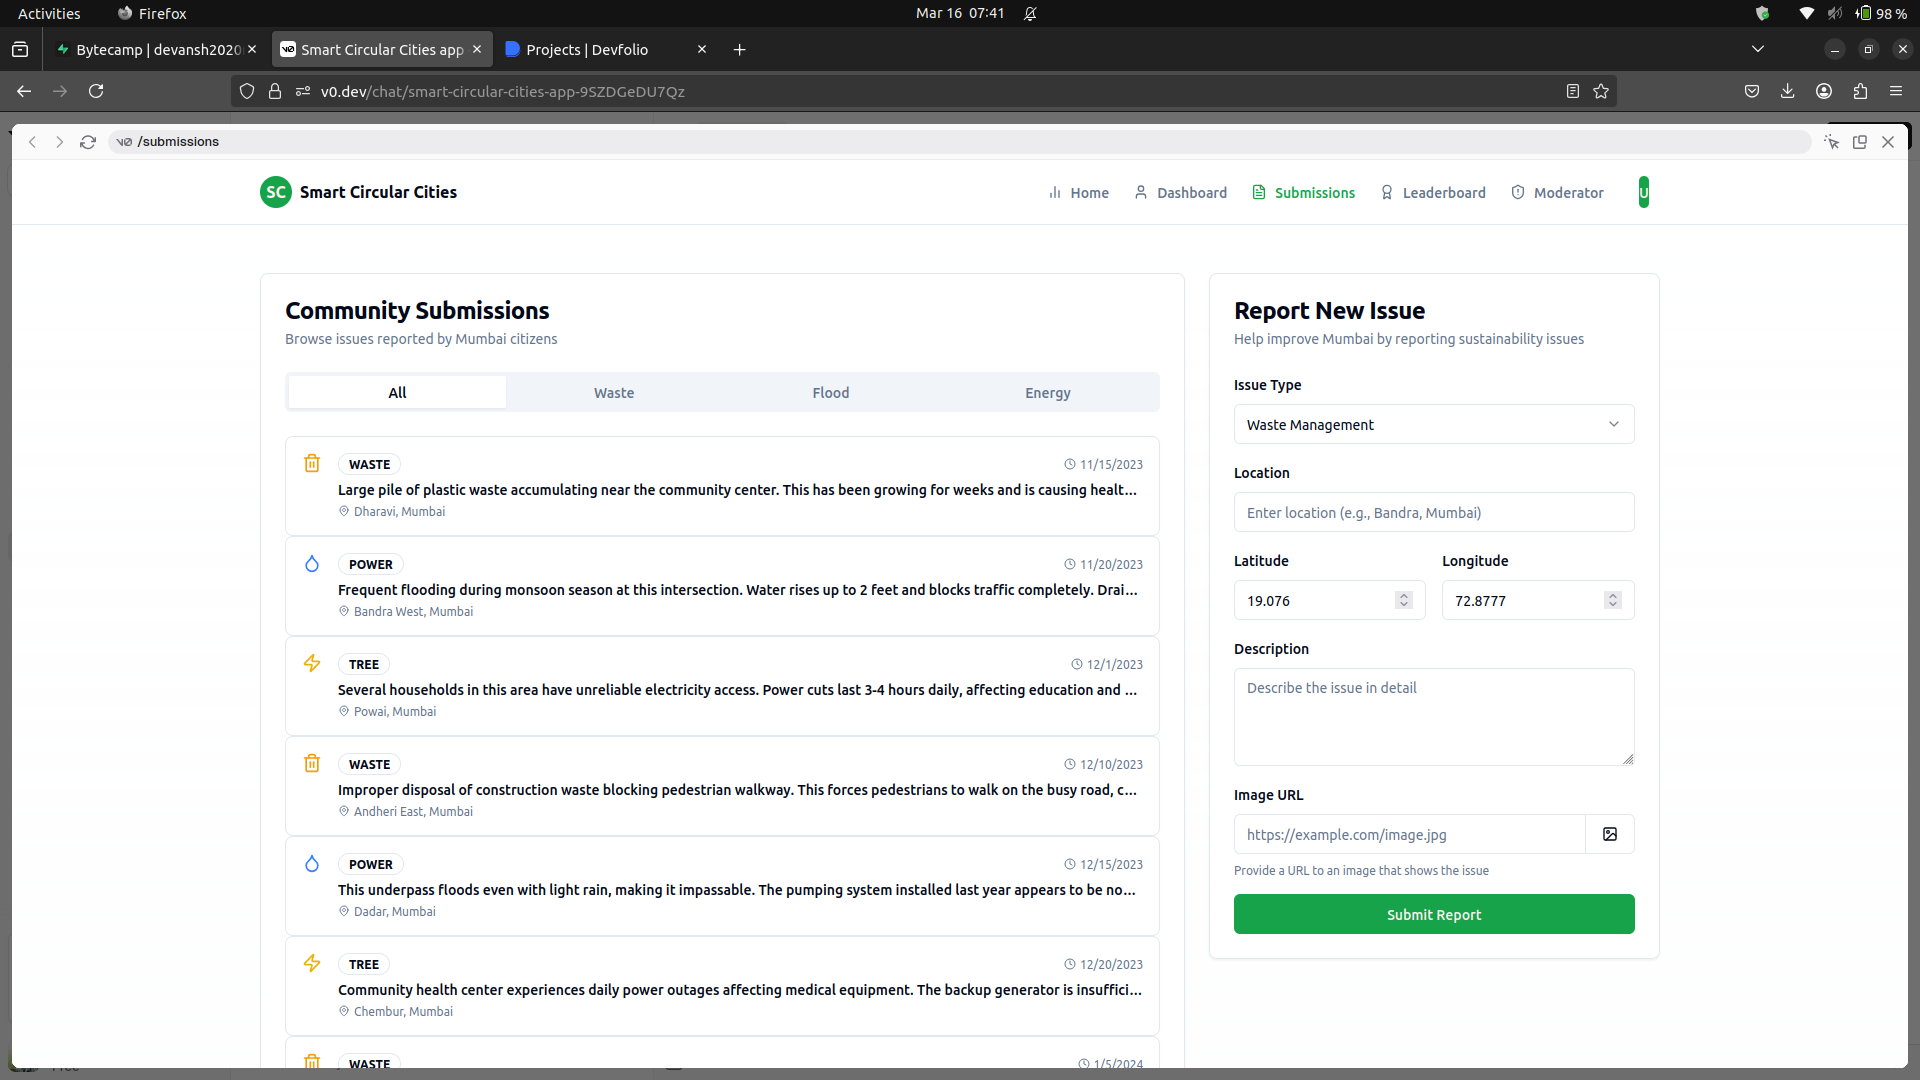 Activities
Firefox
Mar 16 07:41
98 %
Bytecamp | devansh2020
Smart Circular Cities app
Projects | Devfolio
v0.dev/chat/smart-circular-cities-app-9SZDGeDU7Qz
/submissions
SC
Smart Circular Cities
Home
Dashboard
Submissions
Leaderboard
Moderator
U
Community Submissions
Browse issues reported by Mumbai citizens
All
Waste
Flood
Energy
WASTE
11/15/2023
Large pile of plastic waste accumulating near the community center. This has been growing for weeks and is causing healt...
Dharavi, Mumbai
POWER
11/20/2023
Frequent flooding during monsoon season at this intersection. Water rises up to 2 feet and blocks traffic completely. Drai...
Bandra West, Mumbai
TREE
12/1/2023
Several households in this area have unreliable electricity access. Power cuts last 3-4 hours daily, affecting education and ...
Powai, Mumbai
WASTE
12/10/2023
Improper disposal of construction waste blocking pedestrian walkway. This forces pedestrians to walk on the busy road, c...
Andheri East, Mumbai
POWER
12/15/2023
This underpass floods even with light rain, making it impassable. The pumping system installed last year appears to be no...
Dadar, Mumbai
TREE
12/20/2023
Community health center experiences daily power outages affecting medical equipment. The backup generator is insuffici...
Chembur, Mumbai
WASTE
1/5/2024
Report New Issue
Help improve Mumbai by reporting sustainability issues
Issue Type
Waste Management
Location
Enter location (e.g., Bandra, Mumbai)
Latitude
Longitude
19.076
72.8777
Description
Describe the issue in detail
Image URL
https://example.com/image.jpg
Provide a URL to an image that shows the issue
Submit Report